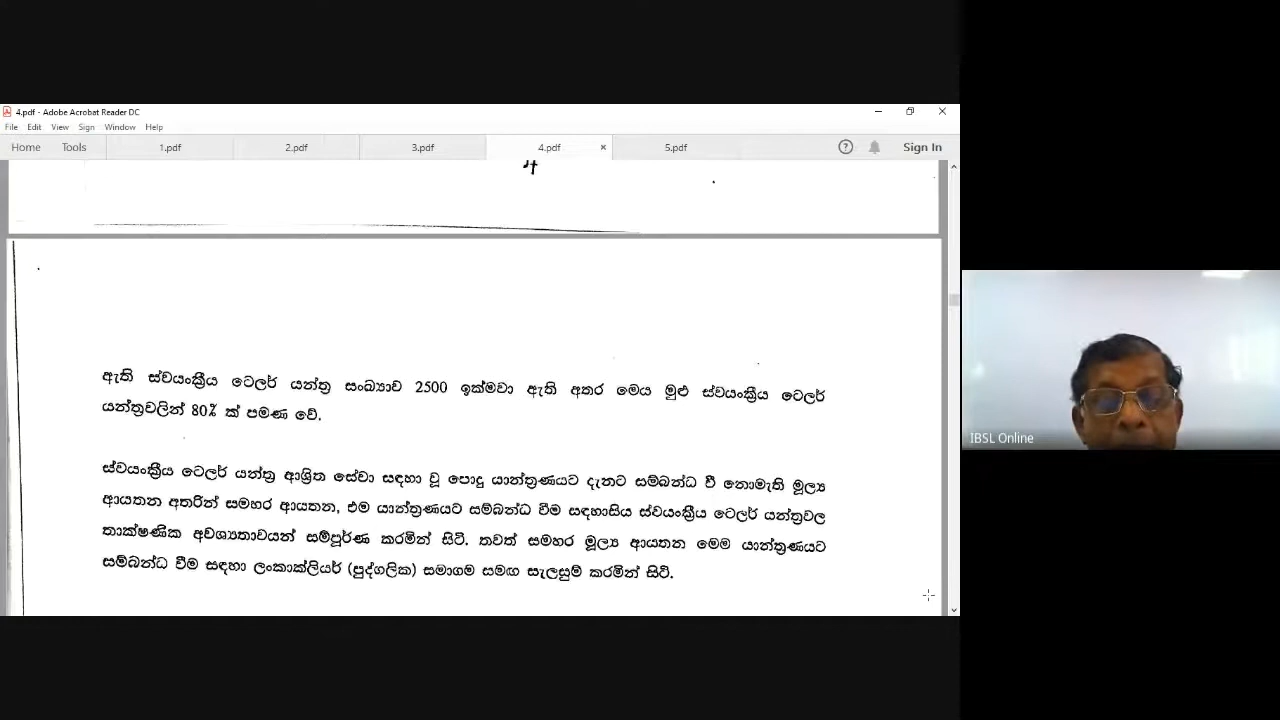 4.pdf - Adobe Acrobat Reader DC
File Edit View Sign Window Help
Home Tools 1.pdf 2.pdf 3.pdf 4.pdf × 5.pdf ? Sign In
4
ඇති ස්වයංක්‍රීය ටෙලර් යන්ත්‍ර සංඛ්‍යාව 2500 ඉක්මවා ඇති අතර මෙය මුළු ස්වයංක්‍රීය ටෙලර්
යන්ත්‍රවලින් 80% ක් පමණ වේ.
ස්වයංක්‍රීය ටෙලර් යන්ත්‍ර ආශ්‍රිත සේවා සඳහා වූ පොදු යාන්ත්‍රණයට දැනට සම්බන්ධ වී නොමැති මූල්‍ය
ආයතන අතරින් සමහර ආයතන, එම යාන්ත්‍රණයට සම්බන්ධ වීම සඳහාසිය ස්වයංක්‍රීය ටෙලර් යන්ත්‍රවල
තාක්ෂණික අවශ්‍යතාවයන් සම්පූර්ණ කරමින් සිටී. තවත් සමහර මූල්‍ය ආයතන මෙම යාන්ත්‍රණයට
සම්බන්ධ වීම සඳහා ලංකාක්ලියර් (පුද්ගලික) සමාගම සමඟ සැලසුම් කරමින් සිටී.
IBSL Online